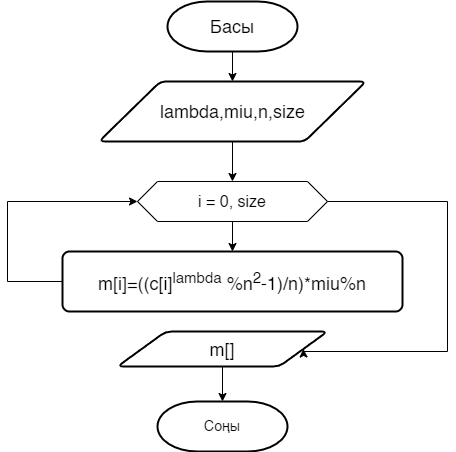 Басы
lambda,miu,n,size
i = 0, size
m[i]=((c[i]^lambda %n²-1)/n)*miu%n
m[]
Соңы